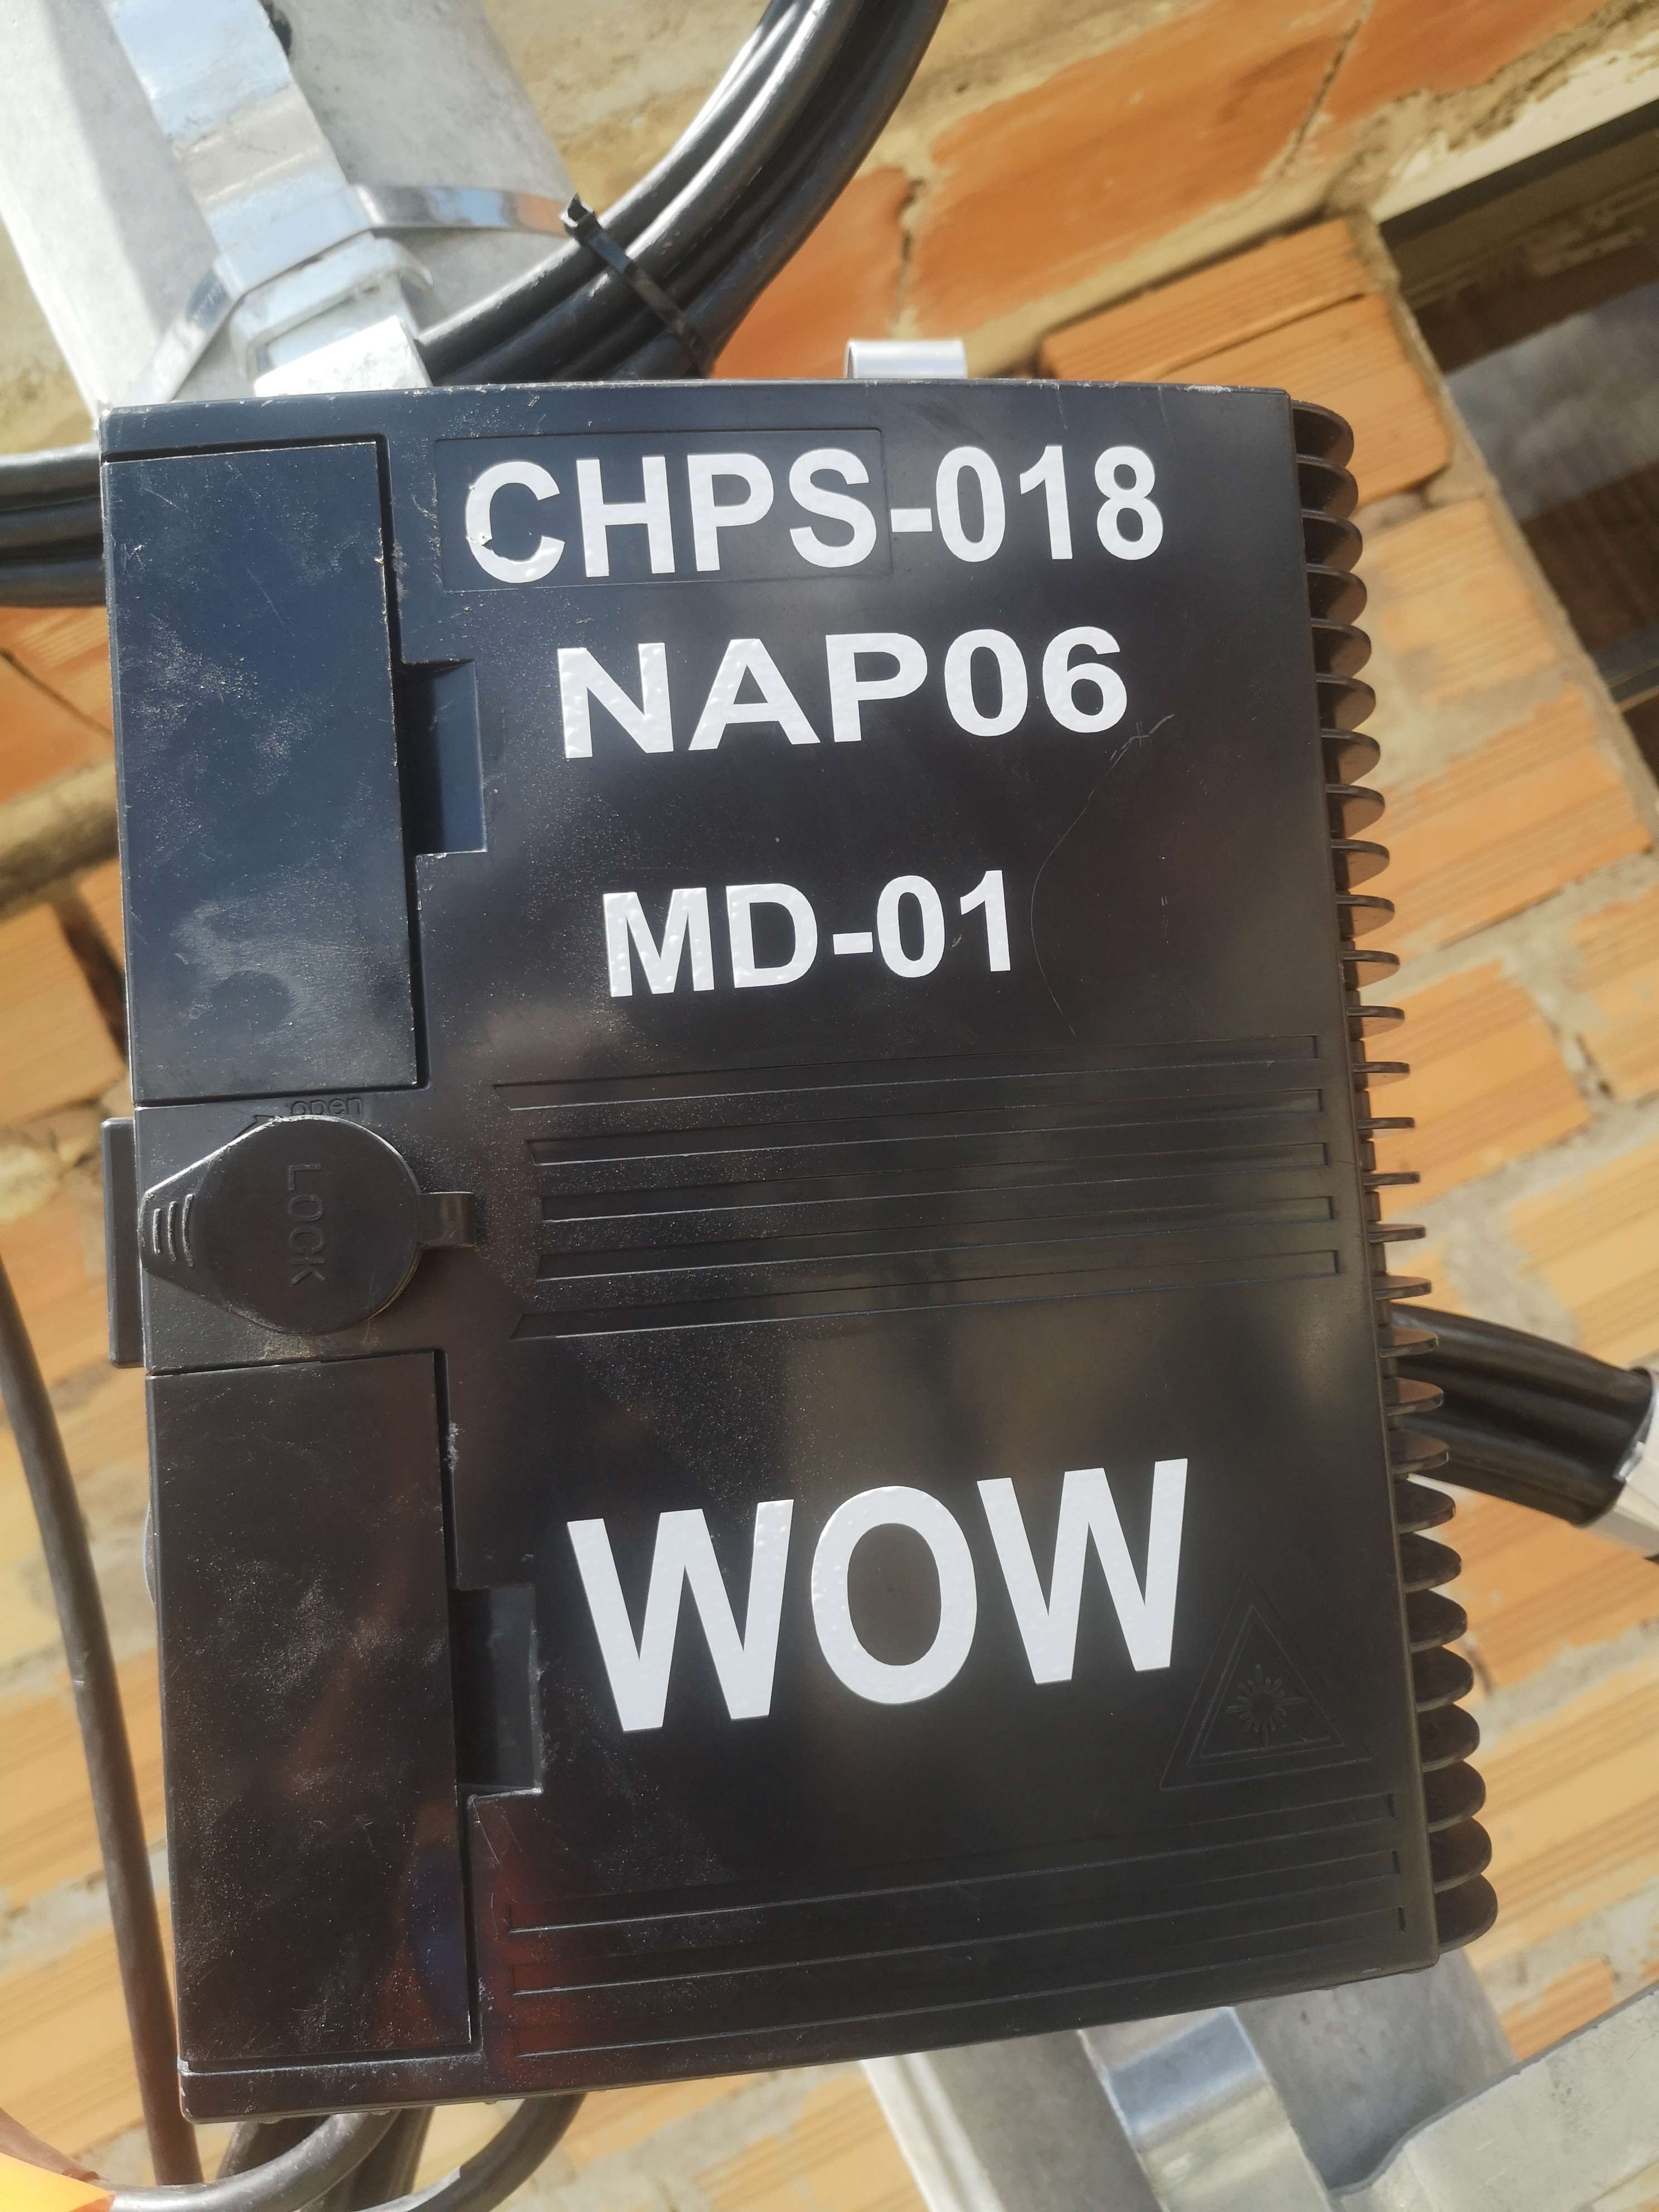 CHPS-018
NAP06
MD-01
open
LOCK
WOW